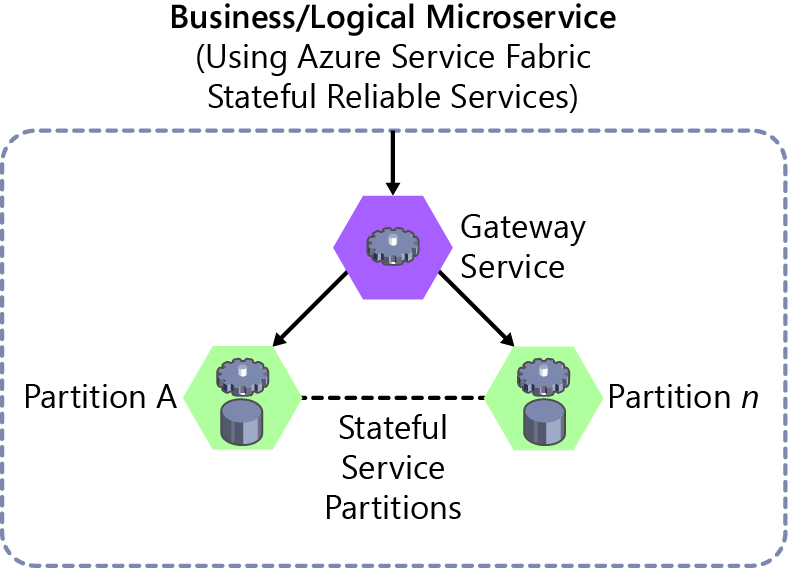 Business/Logical Microservice
(Using Azure Service Fabric
Stateful Reliable Services)
Gateway
Service
Partition A
Partition n
Stateful
Service
Partitions